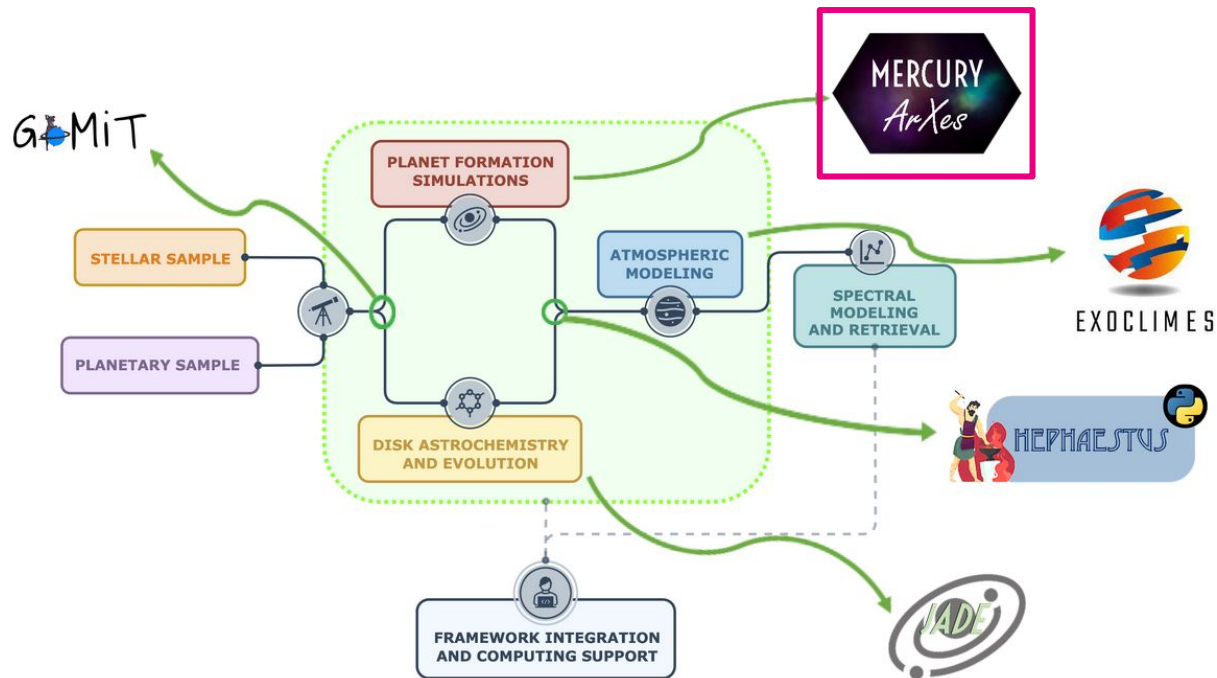 MERCURY
ArXes
GOMiT
PLANET FORMATION
SIMULATIONS
STELLAR SAMPLE
ATMOSPHERIC
MODELING
SPECTRAL
MODELING
AND RETRIEVAL
EXOCLIMES
PLANETARY SAMPLE
DISK ASTROCHEMISTRY
AND EVOLUTION
HEPHAESTUS
JADE
FRAMEWORK INTEGRATION
AND COMPUTING SUPPORT